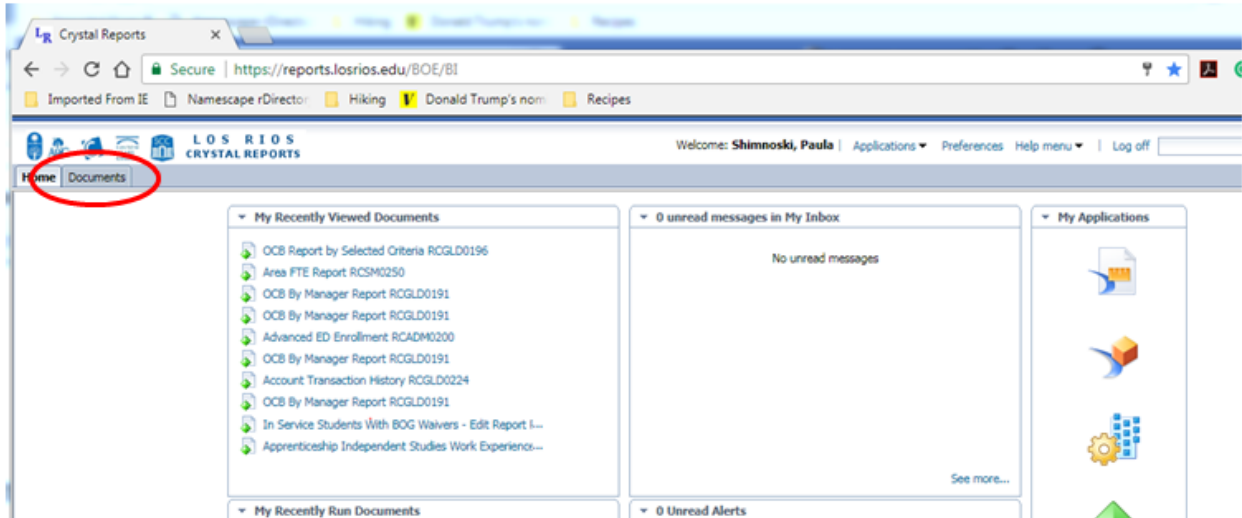 LR Crystal Reports
Secure | https://reports.losrios.edu/BOE/BI
Imported From IE Namescape rDirector Hiking Donald Trump's nom Recipes
LOS RIOS
CRYSTAL REPORTS
Welcome: Shimnoski, Paula | Applications Preferences Help menu | Log off
Home Documents
My Recently Viewed Documents
OCB Report by Selected Criteria RCGLD0196
Area FTE Report RCSM0250
OCB By Manager Report RCGLD0191
OCB By Manager Report RCGLD0191
Advanced ED Enrollment RCADM0200
OCB By Manager Report RCGLD0191
Account Transaction History RCGLD0224
OCB By Manager Report RCGLD0191
In Service Students With BOG Waivers - Edit Report I...
Apprenticeship Independent Studies Work Experience...
My Recently Run Documents
0 unread messages in My Inbox
No unread messages
See more...
0 Unread Alerts
My Applications